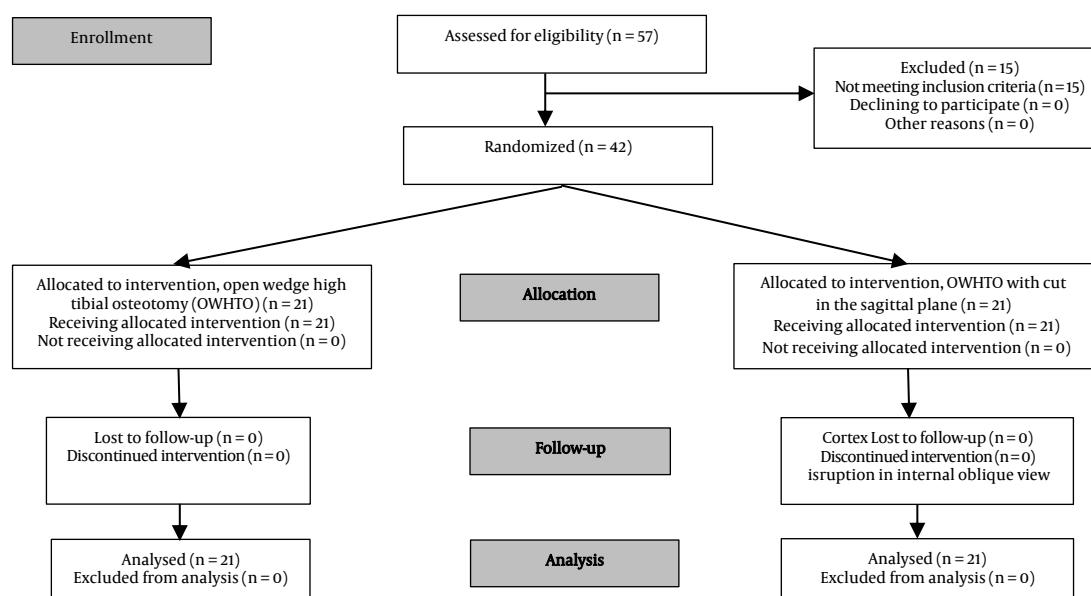 Enrollment
Assessed for eligibility (n = 57)
Excluded (n = 15)
Not meeting inclusion criteria (n = 15)
Declining to participate (n = 0)
Other reasons (n = 0)
Randomized (n = 42)
Allocated to intervention, open wedge high
tibial osteotomy (OWHTO) (n = 21)
Receiving allocated intervention (n = 21)
Not receiving allocated intervention (n = 0)
Allocation
Allocated to intervention, OWHTO with cut
in the sagittal plane (n = 21)
Receiving allocated intervention (n = 21)
Not receiving allocated intervention (n = 0)
Lost to follow-up (n = 0)
Discontinued intervention (n = 0)
Follow-up
Cortex Lost to follow-up (n = 0)
Discontinued intervention (n = 0)
isruption in internal oblique view
Analysed (n = 21)
Excluded from analysis (n = 0)
Analysis
Analysed (n = 21)
Excluded from analysis (n = 0)